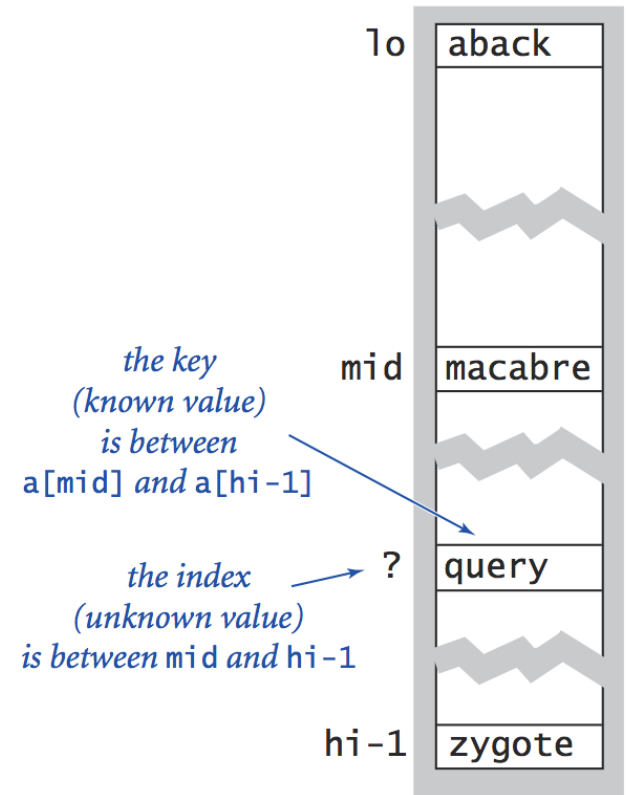 lo aback
mid macabre
the key
(known value)
is between
a[mid] and a[hi-1]
? query
the index
(unknown value)
is between mid and hi-1
hi-1 zygote